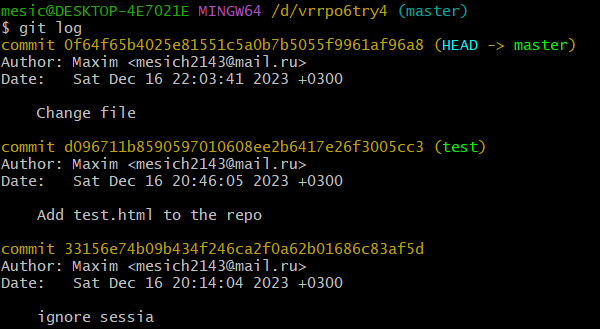 mesic@DESKTOP-4E7021E MINGW64 /d/vrrpo6try4 (master)
$ git log
commit 0f64f65b4025e81551c5a0b7b5055f9961af96a8 (HEAD -> master)
Author: Maxim <mesich2143@mail.ru>
Date:   Sat Dec 16 22:03:41 2023 +0300
Change file
commit d096711b8590597010608ee2b6417e26f3005cc3 (test)
Author: Maxim <mesich2143@mail.ru>
Date:   Sat Dec 16 20:46:05 2023 +0300
Add test.html to the repo
commit 33156e74b09b434f246ca2f0a62b01686c83af5d
Author: Maxim <mesich2143@mail.ru>
Date:   Sat Dec 16 20:14:04 2023 +0300
ignore sessia